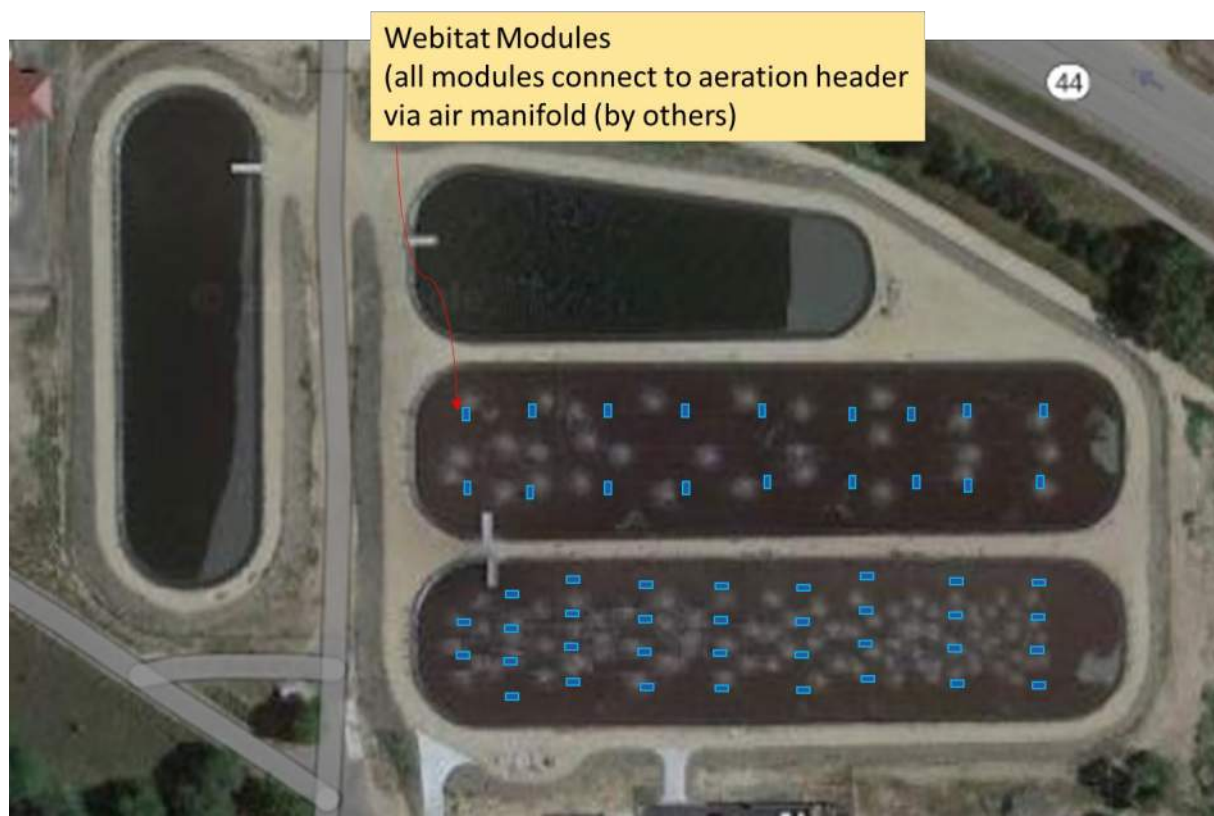 Webitat Modules
(all modules connect to aeration header
via air manifold (by others)
44